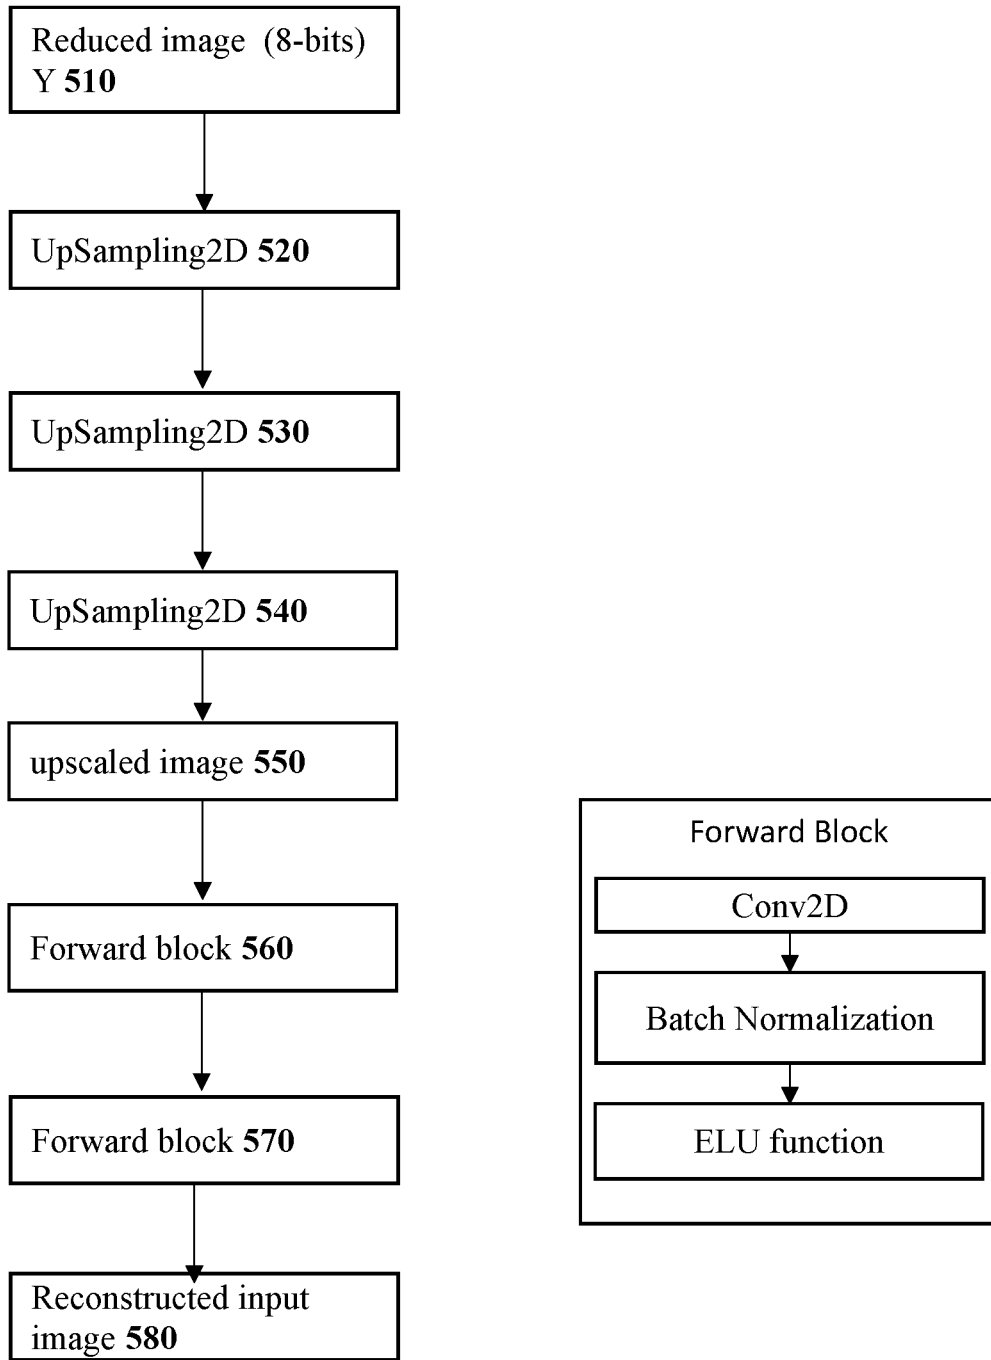 Reduced image (8-bits)
Y 510
UpSampling2D 520
UpSampling2D 530
UpSampling2D 540
upscaled image 550
Forward block 560
Forward block 570
Reconstructed input
image 580
Forward Block
Conv2D
Batch Normalization
ELU function